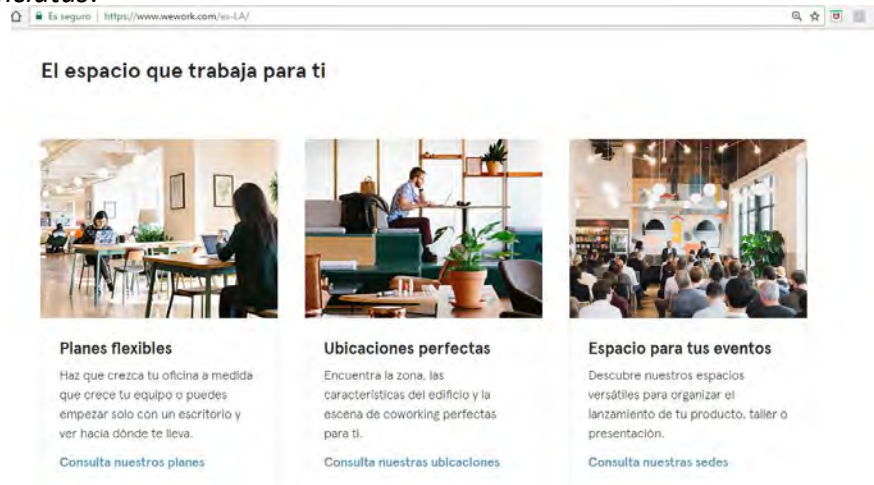 Es seguro | https://www.wework.com/es-LA/
El espacio que trabaja para ti
Planes flexibles
Haz que crezca tu oficina a medida
que crece tu equipo o puedes
empezar solo con un escritorio y
ver hacia dónde te lleva.
Consulta nuestros planes
Ubicaciones perfectas
Encuentra la zona, las
características del edificio y la
escena de coworking perfectas
para ti.
Consulta nuestras ubicaciones
Espacio para tus eventos
Descubre nuestros espacios
versátiles para organizar el
lanzamiento de tu producto, taller o
presentación.
Consulta nuestras sedes